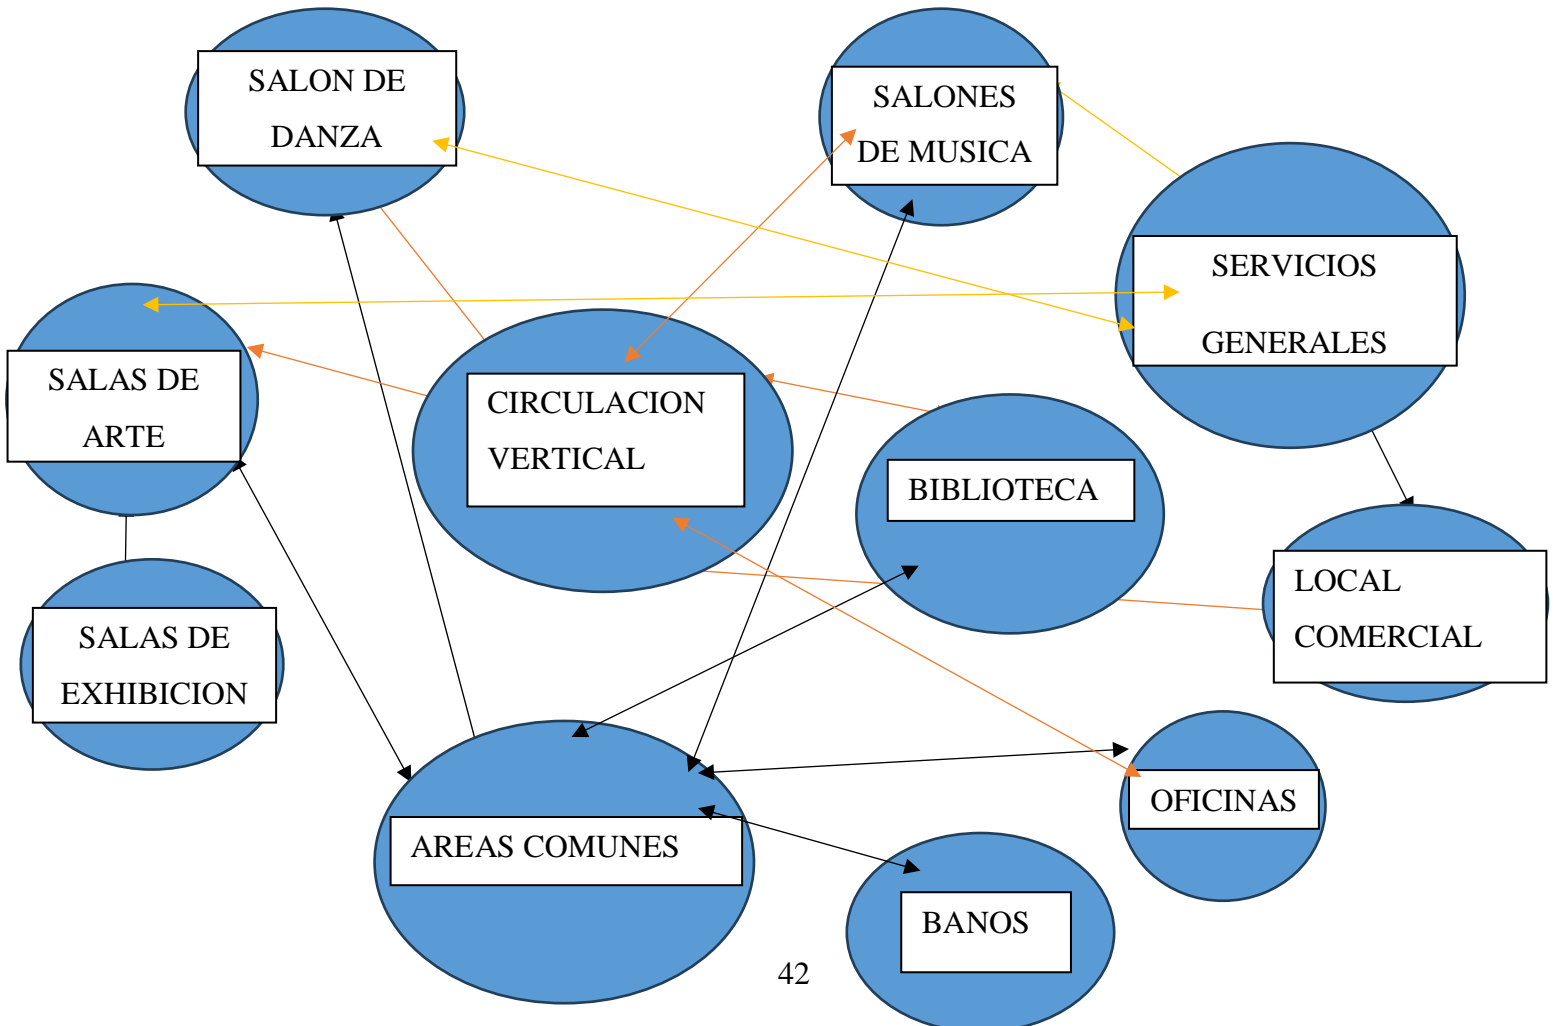 SALON DE
DANZA
SALONES
DE MUSICA
SERVICIOS
GENERALES
SALAS DE
ARTE
CIRCULACION
VERTICAL
BIBLIOTECA
LOCAL
COMERCIAL
SALAS DE
EXHIBICION
OFICINAS
AREAS COMUNES
BANOS
42